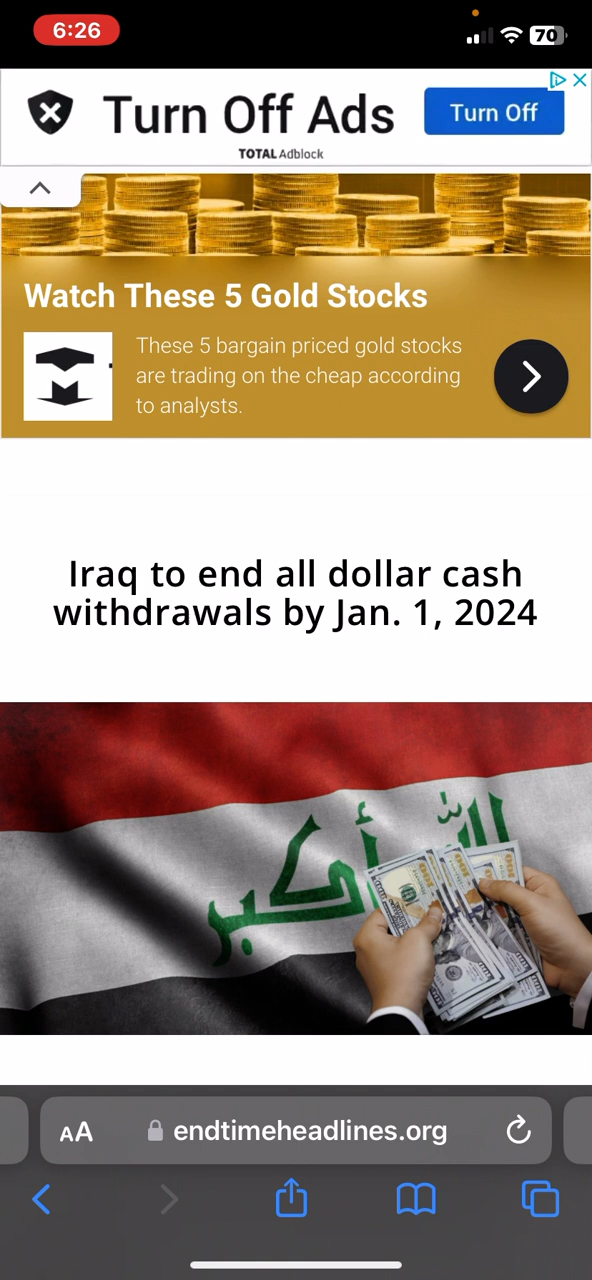 6:26
70
Turn Off Ads
Turn Off
TOTAL Adblock
Watch These 5 Gold Stocks
These 5 bargain priced gold stocks
are trading on the cheap according
to analysts.
Iraq to end all dollar cash
withdrawals by Jan. 1, 2024
الله أكبر
100
100
AA
endtimeheadlines.org